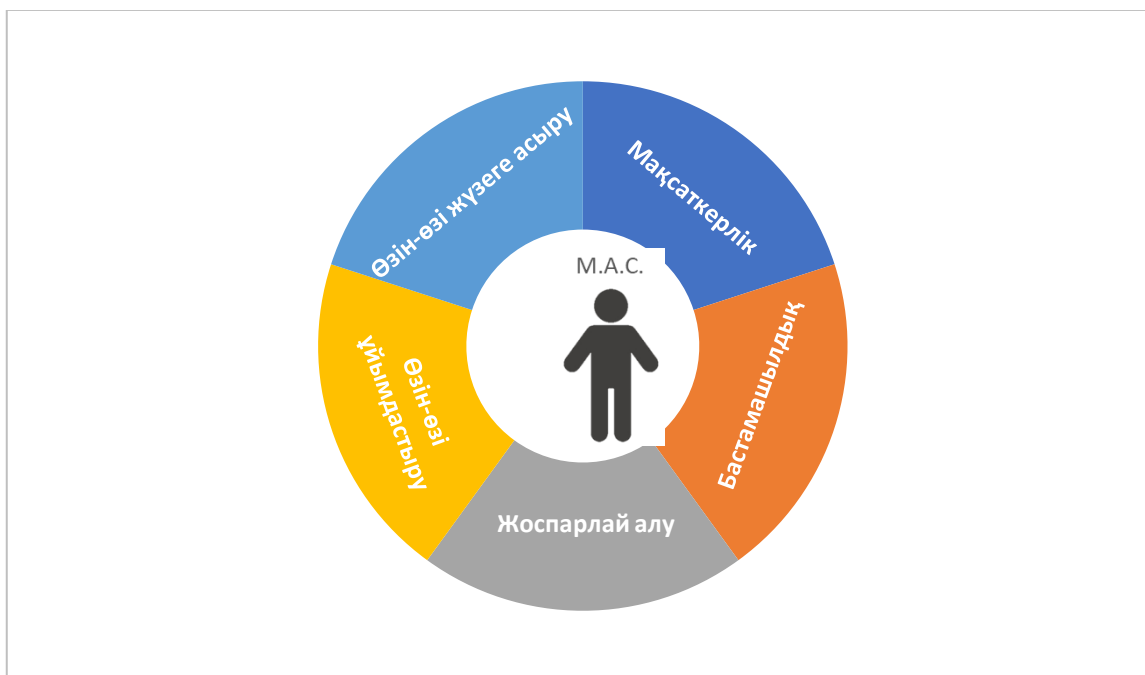 Өзін-өзі жүзеге асыру
Мақсаткерлік
М.А.С.
Бастамашылдық
Өзін-өзі
ұйымдастыру
Жоспарлай алу